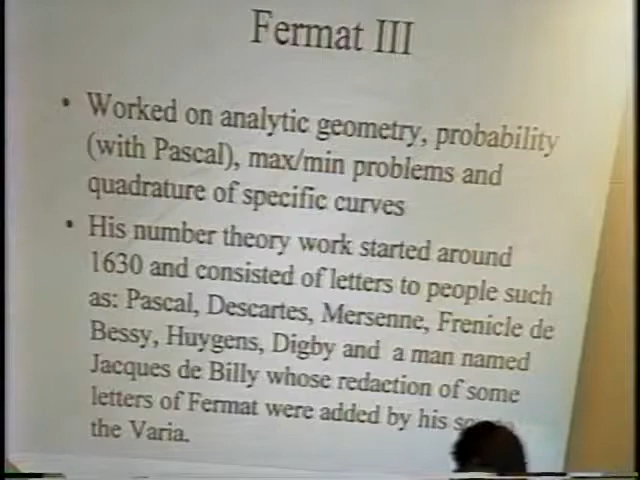 Fermat III
• Worked on analytic geometry, probability
(with Pascal), max/min problems and
quadrature of specific curves
• His number theory work started around
1630 and consisted of letters to people such
as: Pascal, Descartes, Mersenne, Frenicle de
Bessy, Huygens, Digby and a man named
Jacques de Billy whose redaction of some
letters of Fermat were added by his
the Varia.